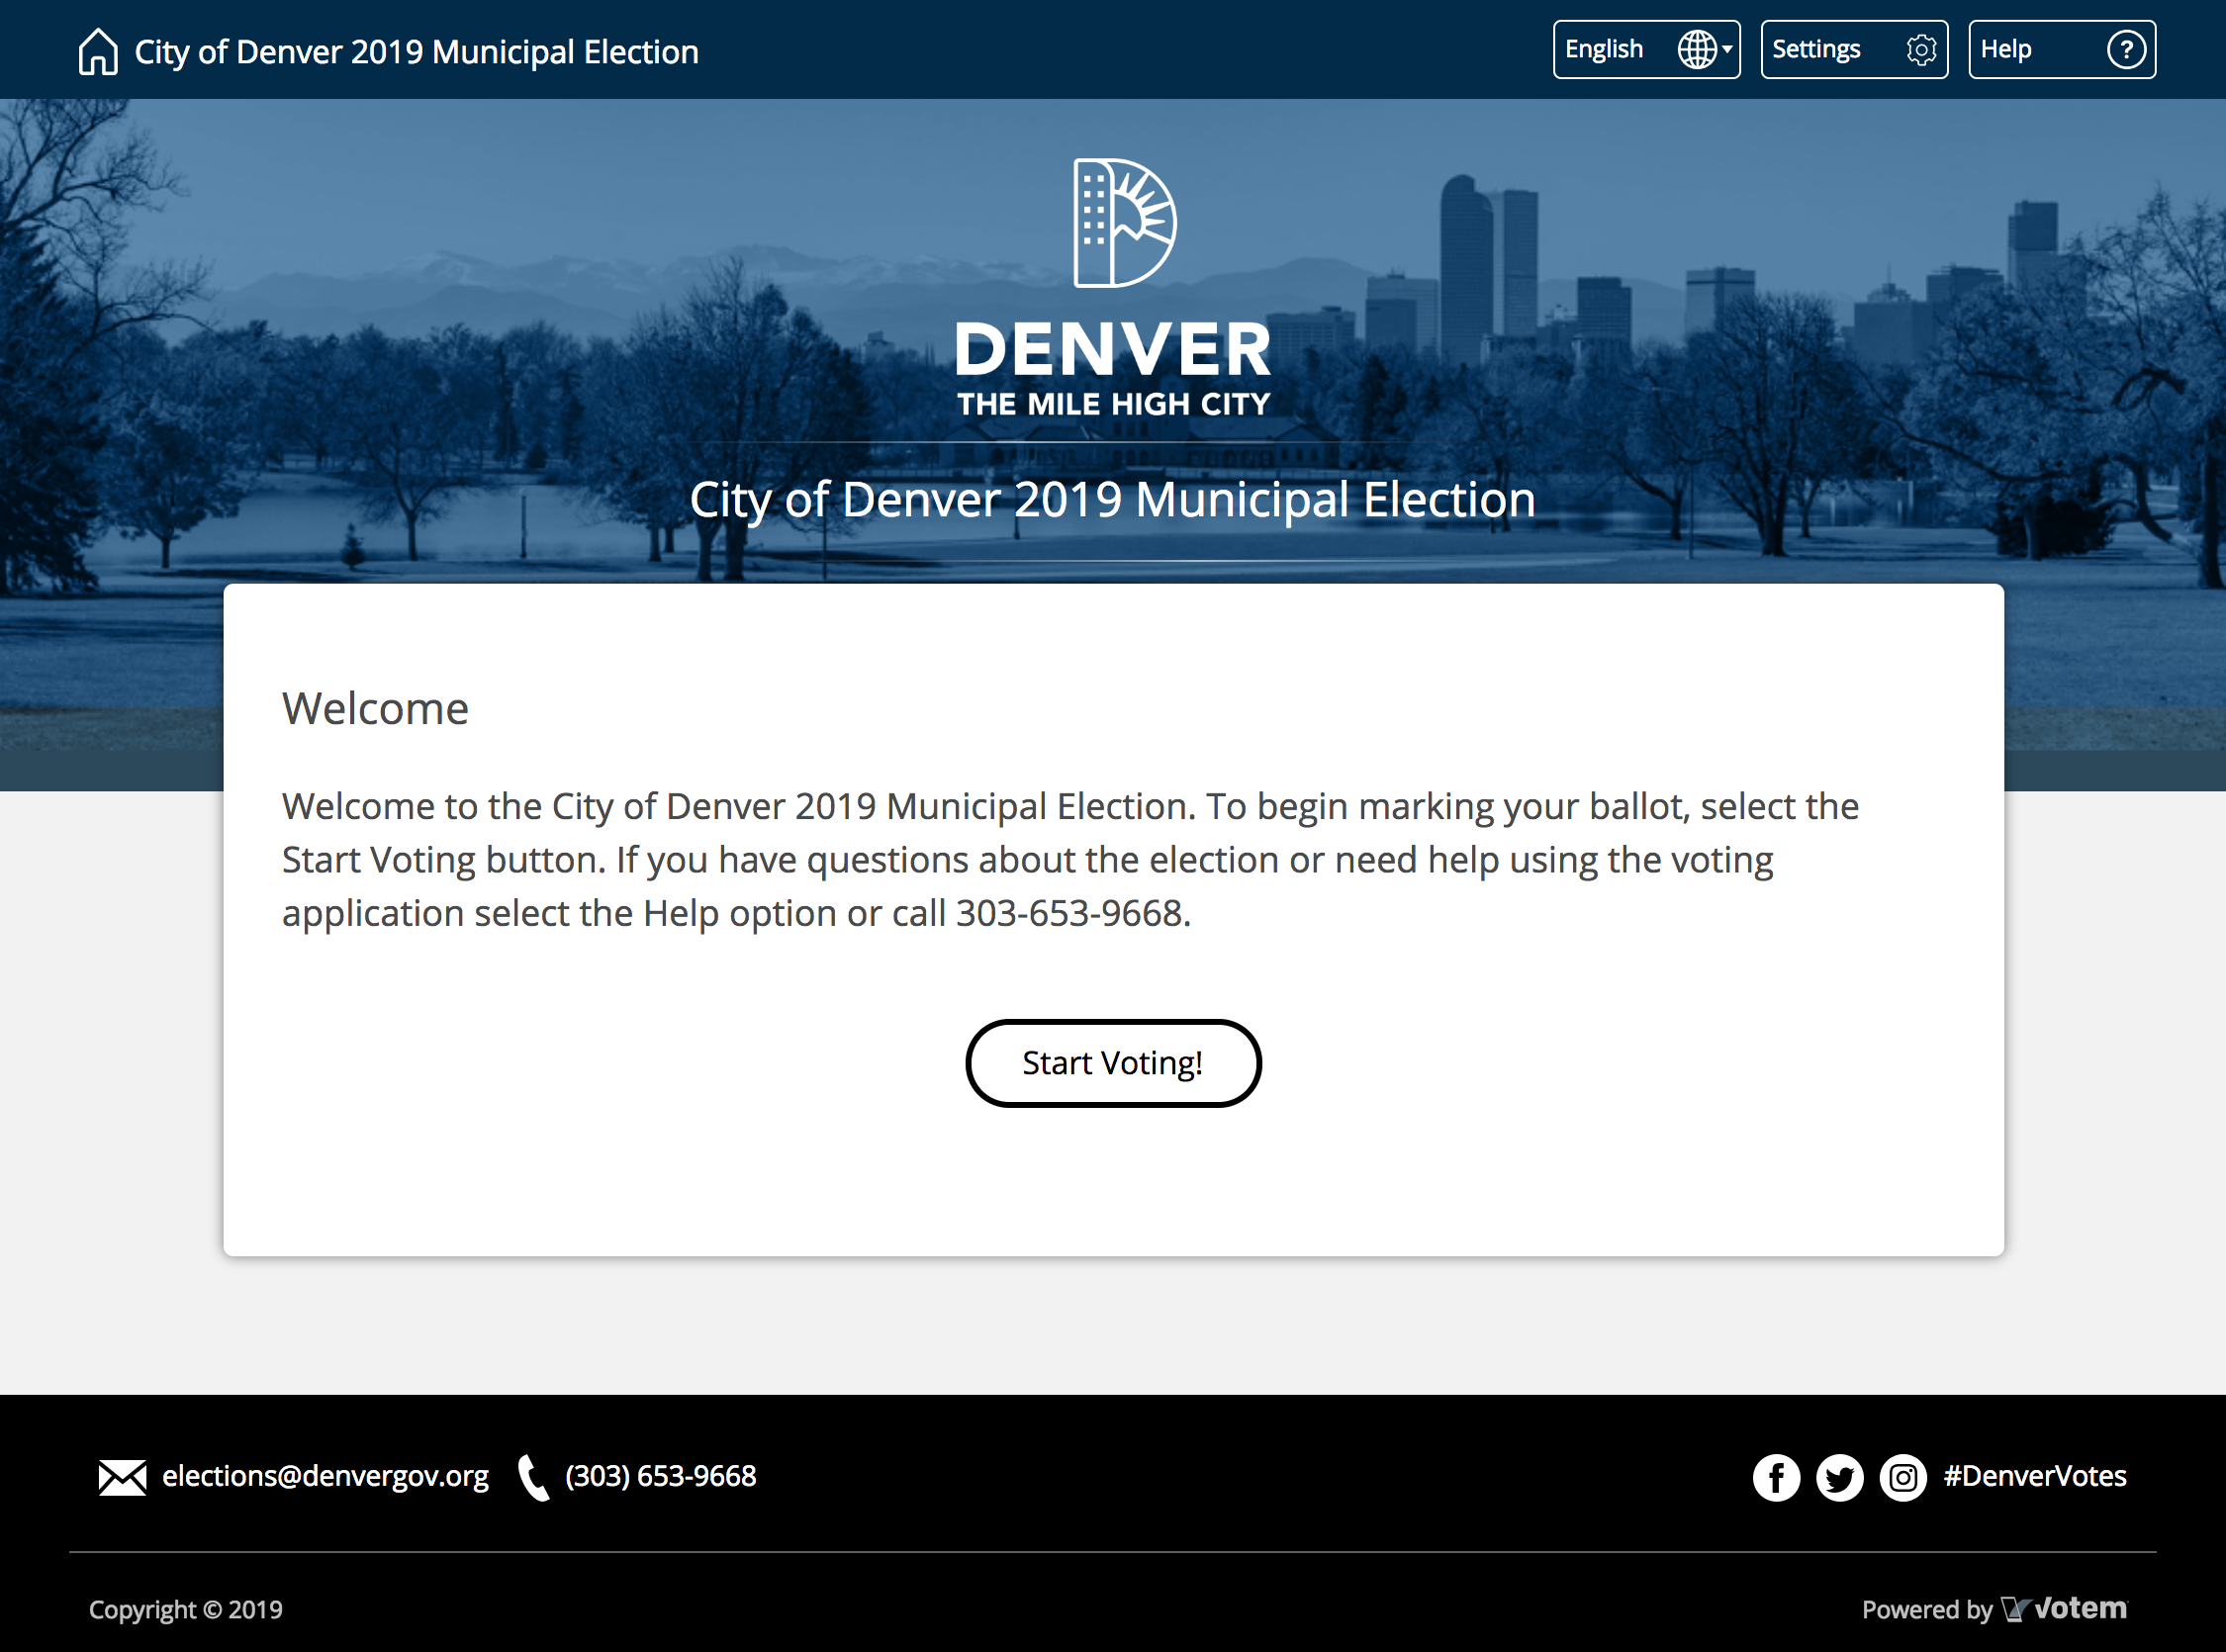 City of Denver 2019 Municipal Election
English
Settings
Help
?
DENVER
THE MILE HIGH CITY
City of Denver 2019 Municipal Election
Welcome
Welcome to the City of Denver 2019 Municipal Election. To begin marking your ballot, select the
Start Voting button. If you have questions about the election or need help using the voting
application select the Help option or call 303-653-9668.
Start Voting!
elections@denvergov.org
(303) 653-9668
#DenverVotes
Copyright © 2019
Powered by Votem